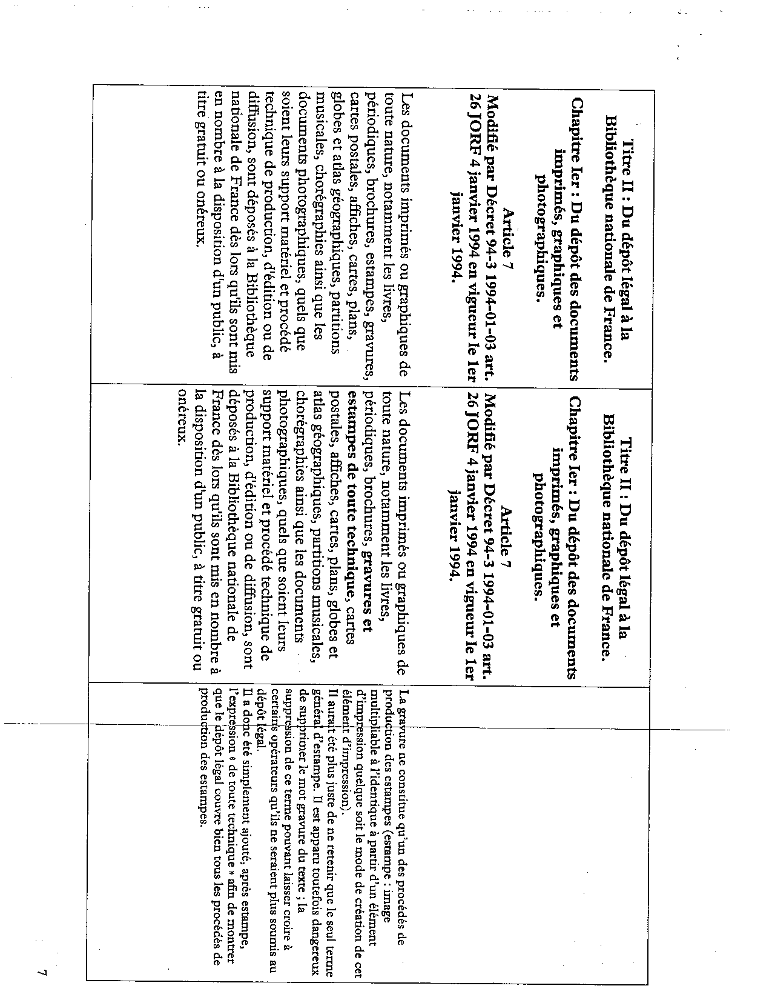 Titre II : Du dépôt légal à la
Bibliothèque nationale de France.
Chapitre Ier : Du dépôt des documents
imprimés, graphiques et
photographiques.
Article 7
Modifié par Décret 94-3 1994-01-03 art.
26 JORF 4 janvier 1994 en vigueur le 1er
janvier 1994.
Les documents imprimés ou graphiques de
toute nature, notamment les livres,
périodiques, brochures, estampes, gravures,
cartes postales, affiches, cartes, plans,
globes et atlas géographiques, partitions
musicales, chorégraphies ainsi que les
documents photographiques, quels que
soient leurs support matériel et procédé
technique de production, d'édition ou de
diffusion, sont déposés à la Bibliothèque
nationale de France dès lors qu'ils sont mis
en nombre à la disposition d'un public, à
titre gratuit ou onéreux.
Titre II : Du dépôt légal à la
Bibliothèque nationale de France.
Chapitre Ier : Du dépôt des documents
imprimés, graphiques et
photographiques.
Article 7
Modifié par Décret 94-3 1994-01-03 art.
26 JORF 4 janvier 1994 en vigueur le 1er
janvier 1994.
Les documents imprimés ou graphiques de
toute nature, notamment les livres,
périodiques, brochures, gravures et
estampes de toute technique, cartes
postales, affiches, cartes, plans, globes et
atlas géographiques, partitions musicales,
chorégraphies ainsi que les documents
photographiques, quels que soient leurs
support matériel et procédé technique de
production, d'édition ou de diffusion, sont
déposés à la Bibliothèque nationale de
France dès lors qu'ils sont mis en nombre à
la disposition d'un public, à titre gratuit ou
onéreux.
La gravure ne constitue qu'un des procédés de
production des estampes (estampe : image
multipliable à l'identique à partir d'un élément
d'impression quelque soit le mode de création de cet
élément d'impression).
Il aurait été plus juste de ne retenir que le seul terme
général d'estampe. Il est apparu toutefois dangereux
de supprimer le mot gravure du texte ; la
suppression de ce terme pouvant laisser croire à
certains opérateurs qu'ils ne seraient plus soumis au
dépôt légal.
Il a donc été simplement ajouté, après estampe,
l'expression « de toute technique » afin de montrer
que le dépôt légal couvre bien tous les procédés de
production des estampes.
7